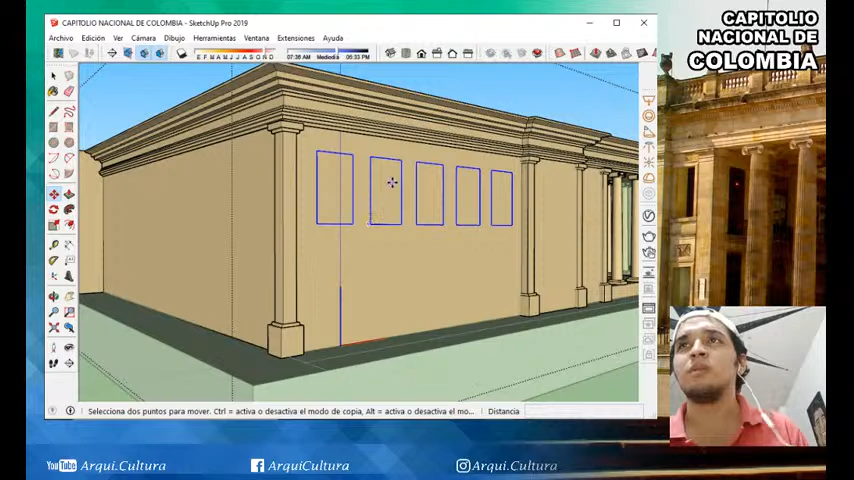 CAPITOLIO NACIONAL DE COLOMBIA - SketchUp Pro 2019
Archivo Edición Ver Cámara Dibujo Herramientas Ventana Extensiones Ayuda
E F M A M J J A S O N D 07:36 AM Mediodía 06:33 PM
CAPITOLIO
NACIONAL DE
COLOMBIA
Selecciona dos puntos para mover. Ctrl = activa o desactiva el modo de copia, Alt = activa o desactiva el mo... Distancia
YouTube Arqui.Cultura ArquiCultura Arqui.Cultura